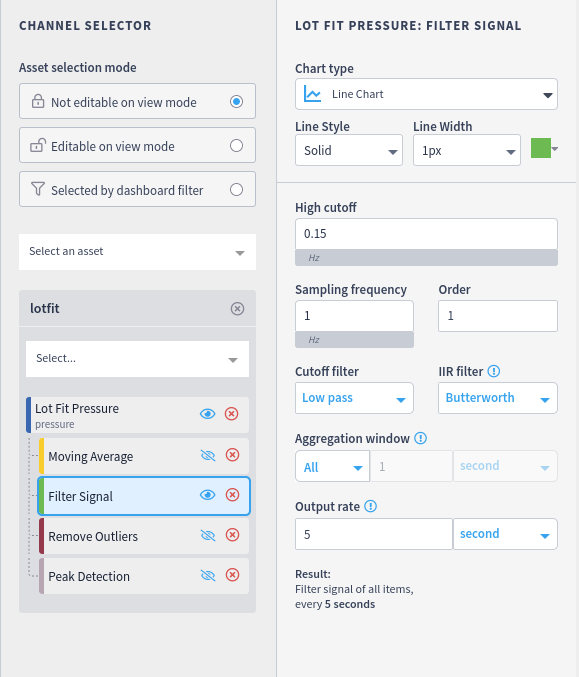 CHANNEL SELECTOR
Asset selection mode
Not editable on view mode
Editable on view mode
Selected by dashboard filter
Select an asset
lotfit
Select...
Lot Fit Pressure
pressure
Moving Average
Filter Signal
Remove Outliers
Peak Detection
LOT FIT PRESSURE: FILTER SIGNAL
Chart type
Line Chart
Line Style Line Width
Solid 1px
High cutoff
0.15
Hz
Sampling frequency Order
1 1
Hz
Cutoff filter IIR filter
Low pass Butterworth
Aggregation window
All 1 second
Output rate
5 second
Result:
Filter signal of all items,
every 5 seconds